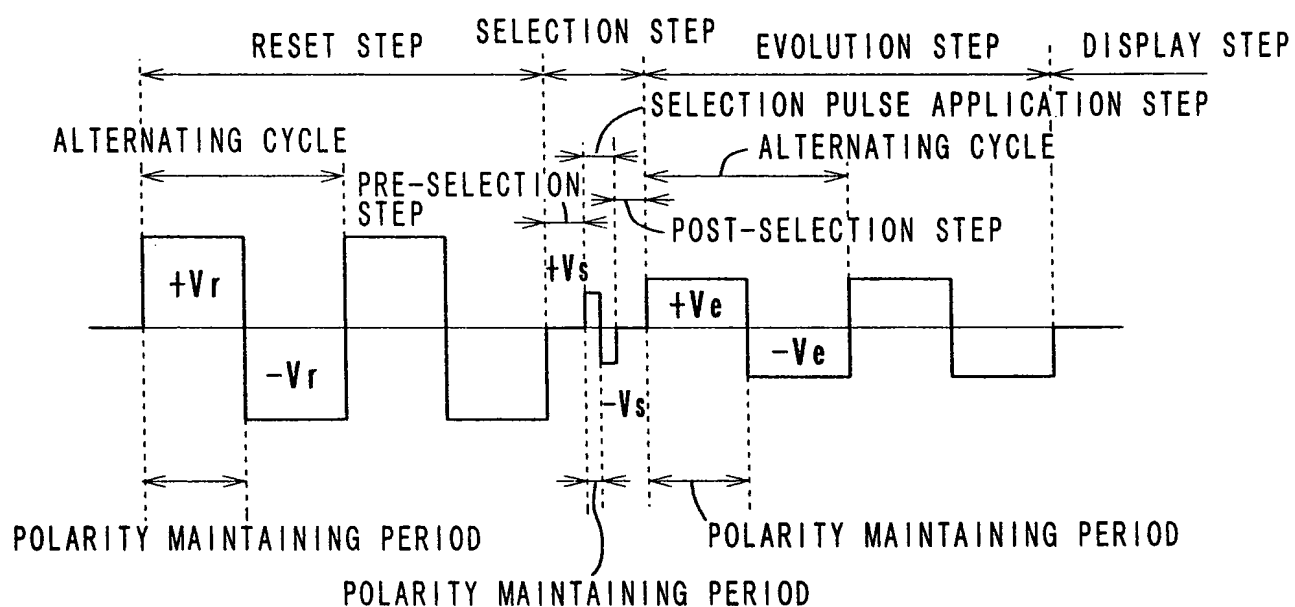 SELECTION STEP
RESET STEP
EVOLUTION STEP
DISPLAY STEP
SELECTION PULSE APPLICATION STEP
ALTERNATING CYCLE
ALTERNATING CYCLE
PRE-SELECTION
STEP
POST-SELECTION STEP
+Vs
+Vr
+Ve
-Vr
-Ve
-Vs
POLARITY MAINTAINING PERIOD
POLARITY MAINTAINING PERIOD
POLARITY MAINTAINING PERIOD